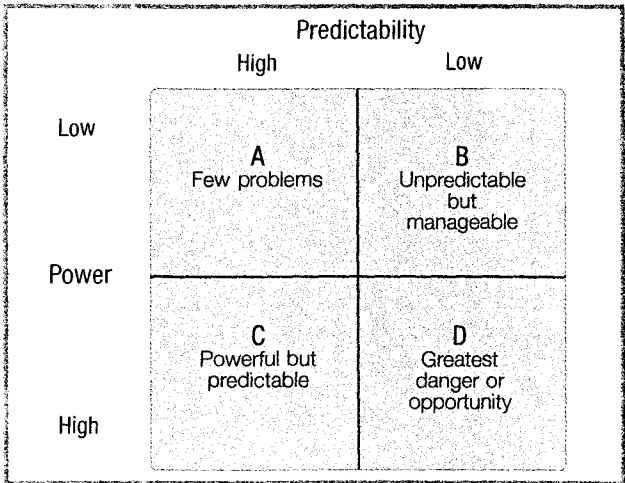 Predictability
High Low
Low
A
Few problems
B
Unpredictable
but
manageable
Power
C
Powerful but
predictable
D
Greatest
danger or
opportunity
High